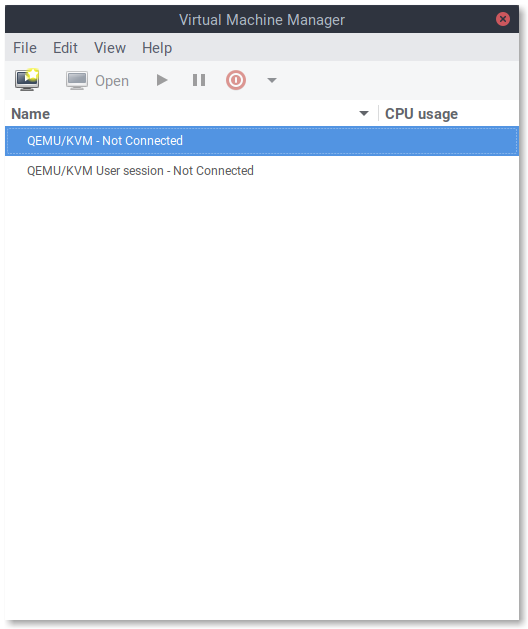 Virtual Machine Manager
File Edit View Help
Open
Name CPU usage
QEMU/KVM - Not Connected
QEMU/KVM User session - Not Connected